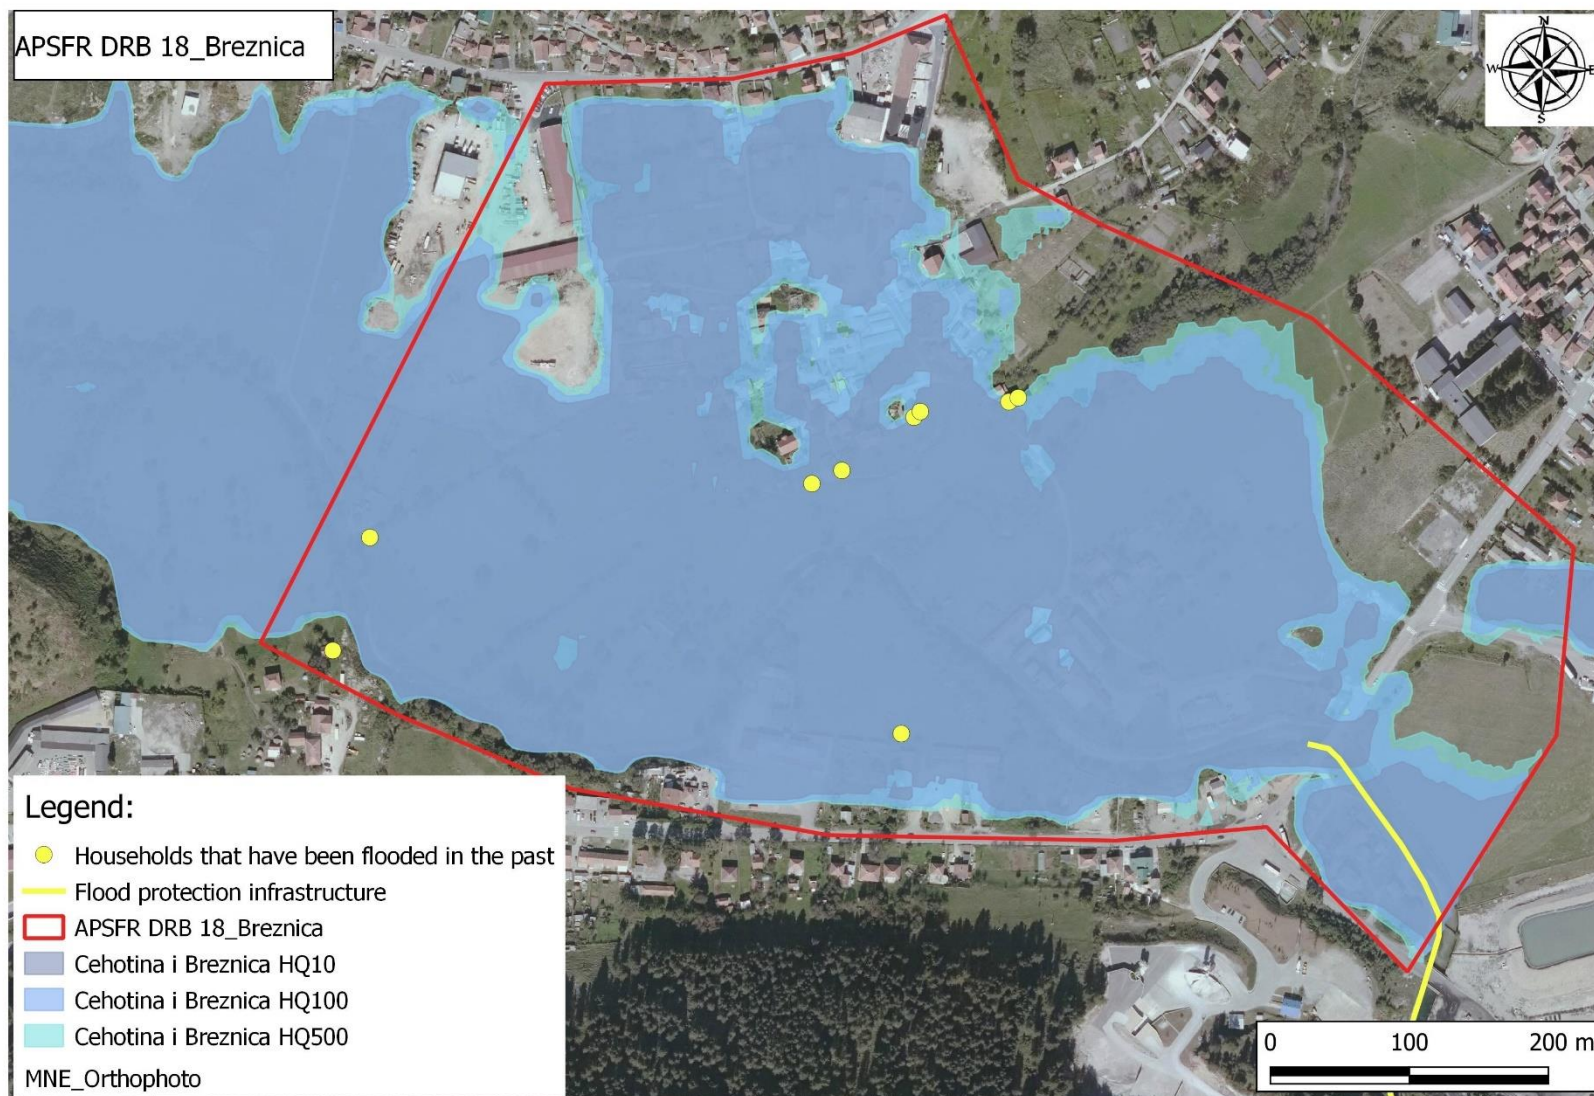 APSFR DRB 18_Breznica
N
W
E
S
Legend:
Households that have been flooded in the past
Flood protection infrastructure
APSFR DRB 18_Breznica
Cehotina i Breznica HQ10
Cehotina i Breznica HQ100
Cehotina i Breznica HQ500
MNE_Orthophoto
0 100 200 m